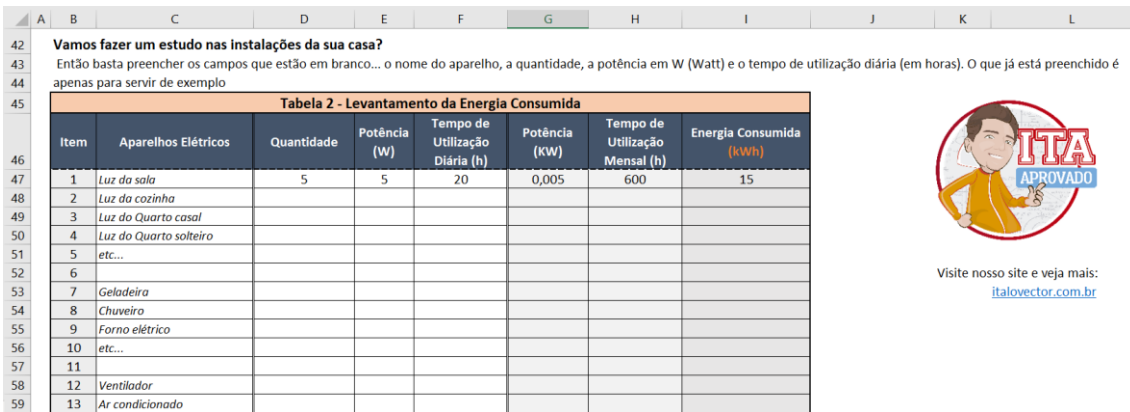 A B C D E F G H I J K L
42 Vamos fazer um estudo nas instalações da sua casa?
43 Então basta preencher os campos que estão em branco... o nome do aparelho, a quantidade, a potência em W (Watt) e o tempo de utilização diária (em horas). O que já está preenchido é
44 apenas para servir de exemplo
45 Tabela 2 - Levantamento da Energia Consumida
46 Item Aparelhos Elétricos Quantidade Potência (W) Tempo de Utilização Diária (h) Potência (KW) Tempo de Utilização Mensal (h) Energia Consumida (kWh)
47 1 Luz da sala 5 5 20 0,005 600 15
48 2 Luz da cozinha
49 3 Luz do Quarto casal
50 4 Luz do Quarto solteiro
51 5 etc...
52 6
53 7 Geladeira
54 8 Chuveiro
55 9 Forno elétrico
56 10 etc...
57 11
58 12 Ventilador
59 13 Ar condicionado
ITA
APROVADO
Visite nosso site e veja mais:
italovector.com.br